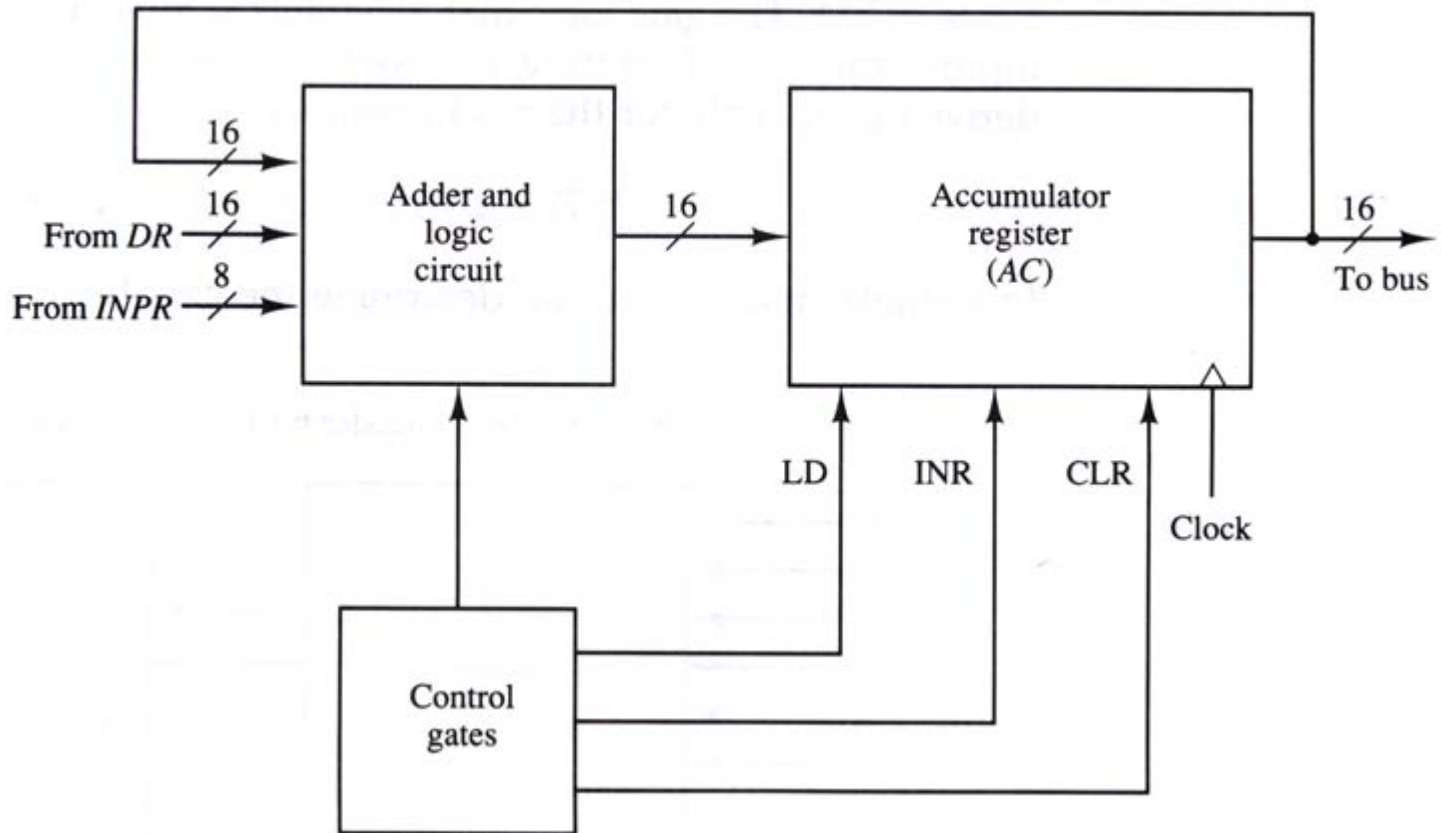 16
16
From DR
8
From INPR
Adder and
logic
circuit
16
Accumulator
register
(AC)
16
To bus
LD
INR
CLR
Clock
Control
gates